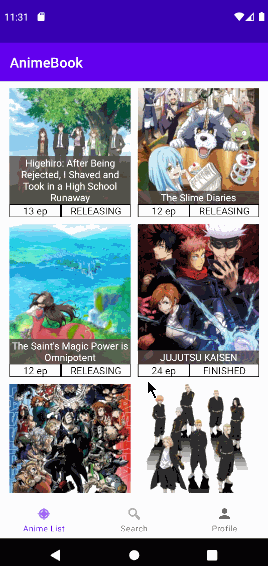 11:31
AnimeBook
Higehiro: After Being
Rejected, I Shaved and
Took in a High School
Runaway
13 ep
RELEASING
The Slime Diaries
12 ep
RELEASING
The Saint's Magic Power is
Omnipotent
12 ep
RELEASING
JUJUTSU KAISEN
24 ep
FINISHED
Anime List
Search
Profile